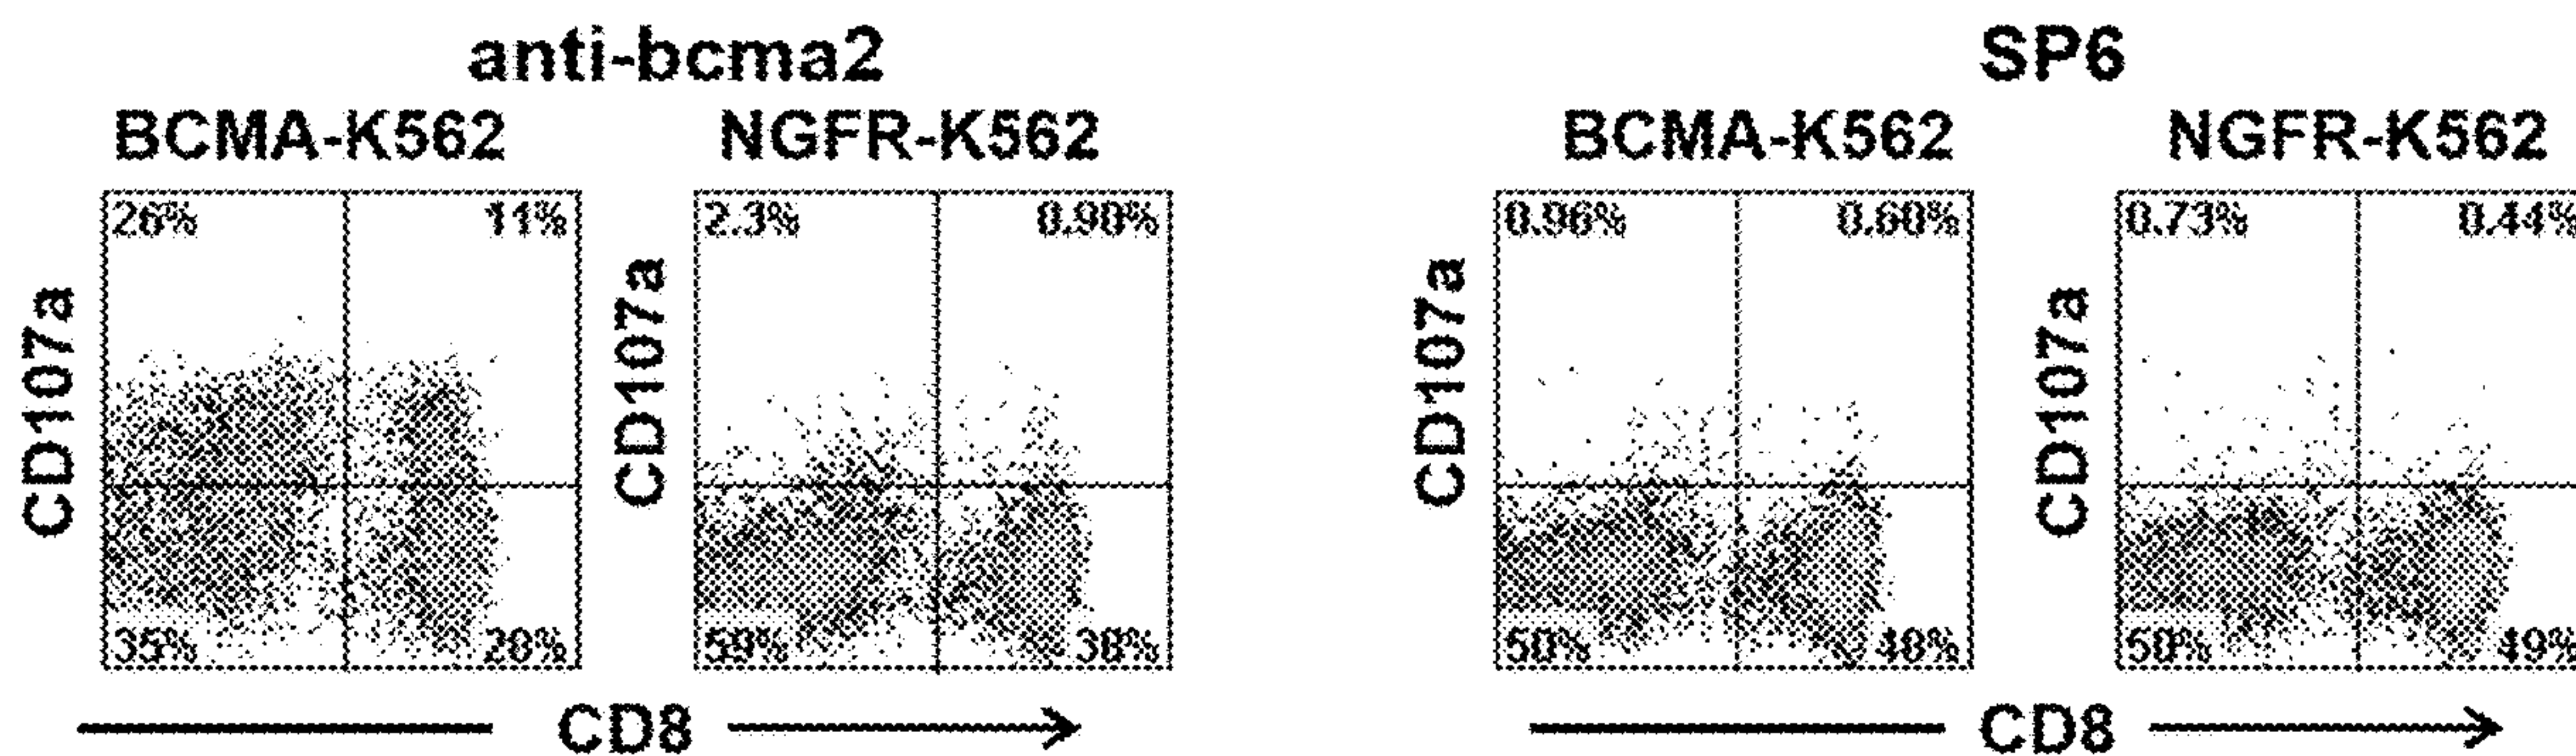 anti-bcma2
SP6
BCMA-K562
NGFR-K562
BCMA-K562
NGFR-K562
26%
11%
2.3%
0.90%
0.96%
0.60%
0.73%
0.44%
CD107a
CD107a
CD107a
CD107a
35%
59%
38%
50%
48%
50%
49%
CD8
CD8